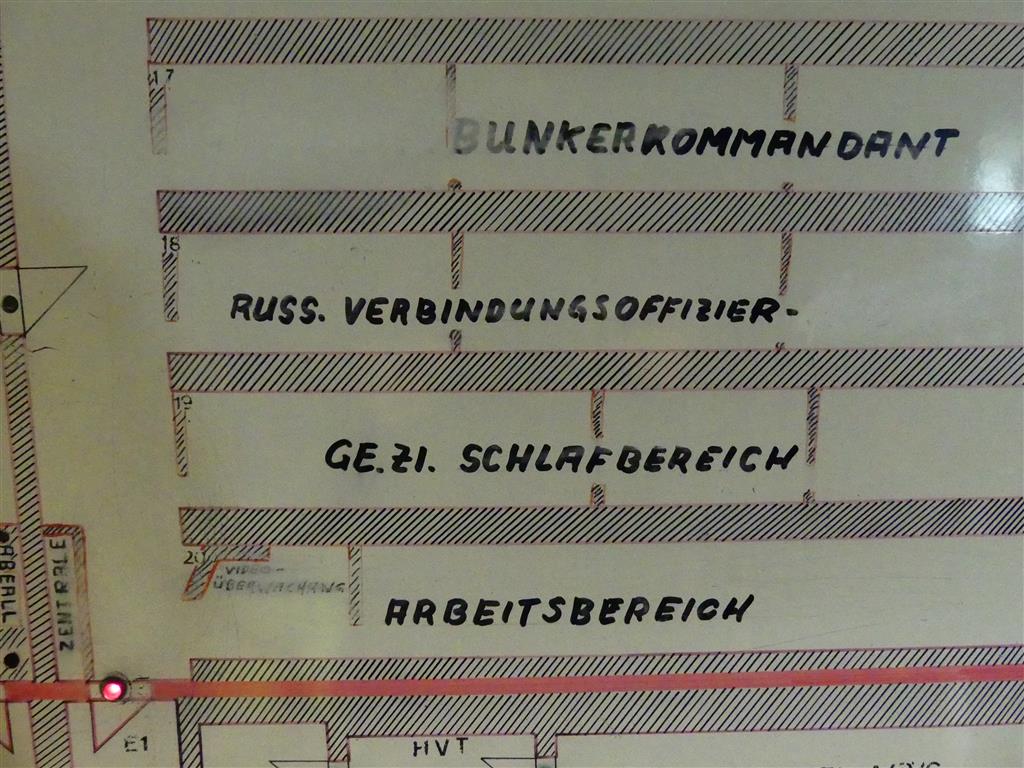 17
BUNKERKOMMANDANT
18
RUSS. VERBINDUNGSOFFIZIER-
19
GE.ZI. SCHLAFBEREICH
20
VIDEO-
ÜBERWACHUNG
ARBEITSBEREICH
ZENTRALE
E1
HVT